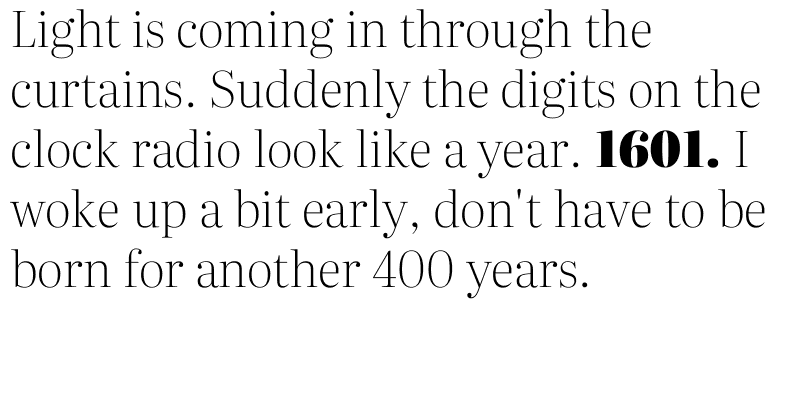 Light is coming in through the
curtains. Suddenly the digits on the
clock radio look like a year. 1601. I
woke up a bit early, don't have to be
born for another 400 years.